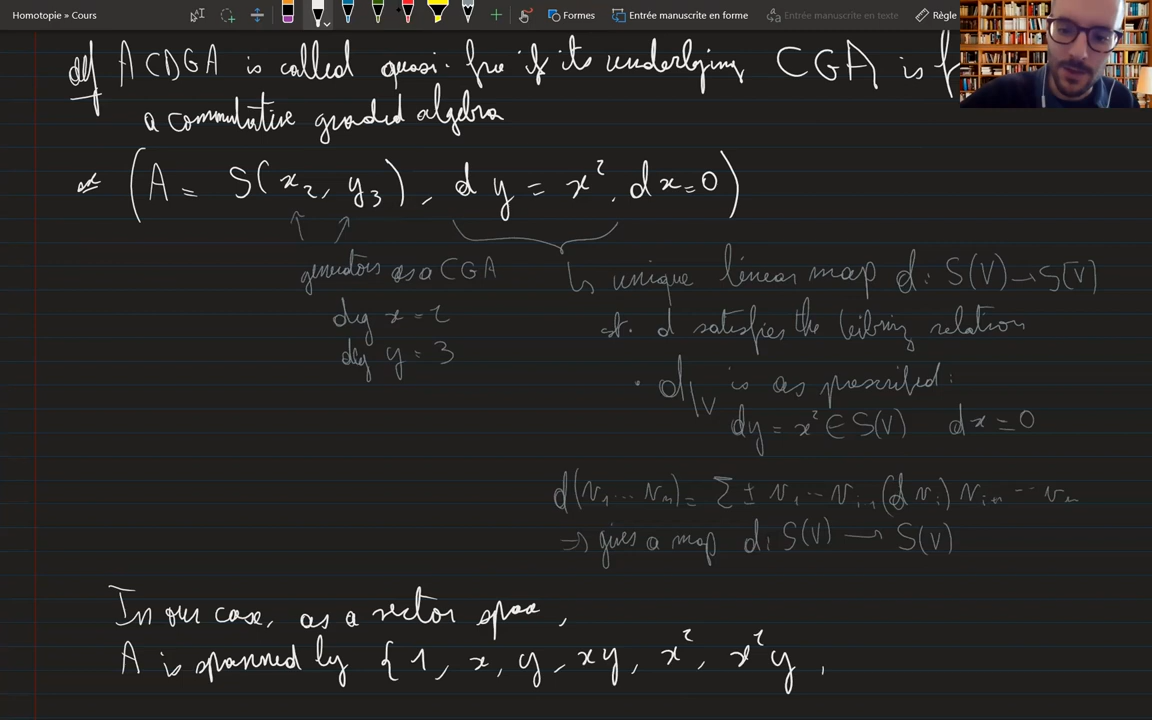 Homotopie » Cours
Formes
Entrée manuscrite en forme
Entrée manuscrite en texte
Règle
def A CDGA is called quasi-free if its underlying CGA is f
a commutative graded algebra
ex (A = S(x₂, y₃), dy = x², dx = 0)
generators as a CGA
deg x = 2
deg y = 3
↳ unique linear map d: S(V) → S(V)
st. d satisfies the Leibniz relation
· d|V is as prescribed:
dy = x² ∈ S(V) dx = 0
d(v₁ ... vₙ) = Σ ± v₁ ... vᵢ₋₁ (dvᵢ) vᵢ₊₁ ... vₙ
⇒ gives a map d: S(V) → S(V)
In our case, as a vector space,
A is spanned by {1, x, y, xy, x², x²y,